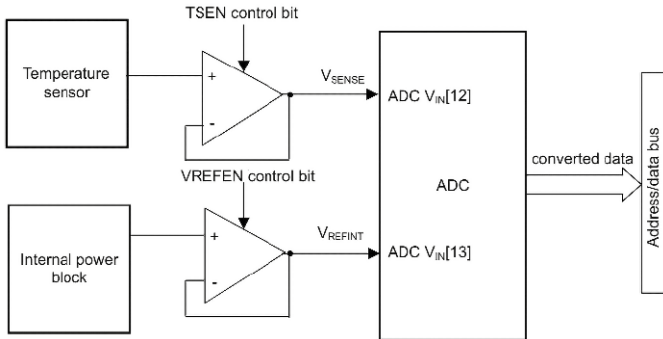 TSEN control bit
Temperature
sensor
+
-
VSENSE
ADC VIN[12]
converted data
Address/data bus
ADC
VREFEN control bit
Internal power
block
+
-
VREFINT
ADC VIN[13]